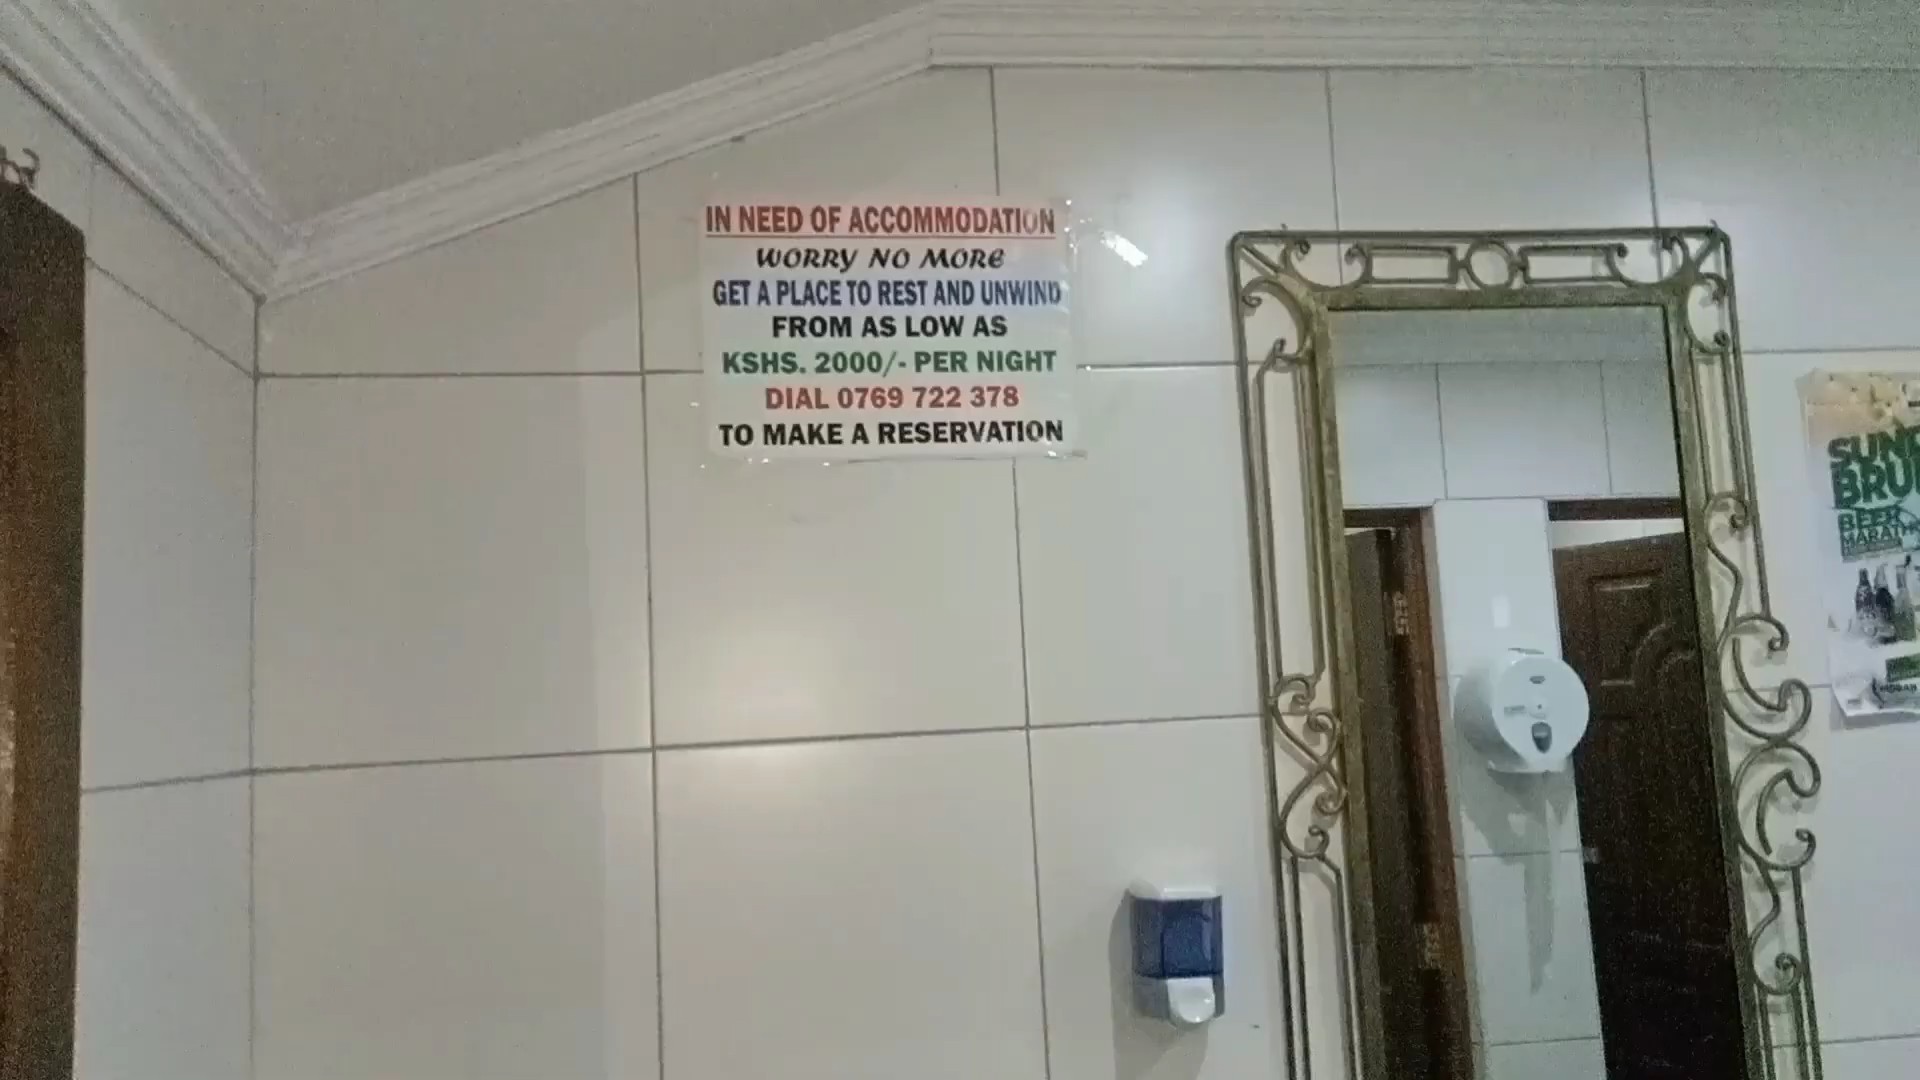 IN NEED OF ACCOMMODATION
WORRY NO MORE
GET A PLACE TO REST AND UNWIND
FROM AS LOW AS
KSHS. 2000/- PER NIGHT
DIAL 0769 722 378
TO MAKE A RESERVATION
BEER